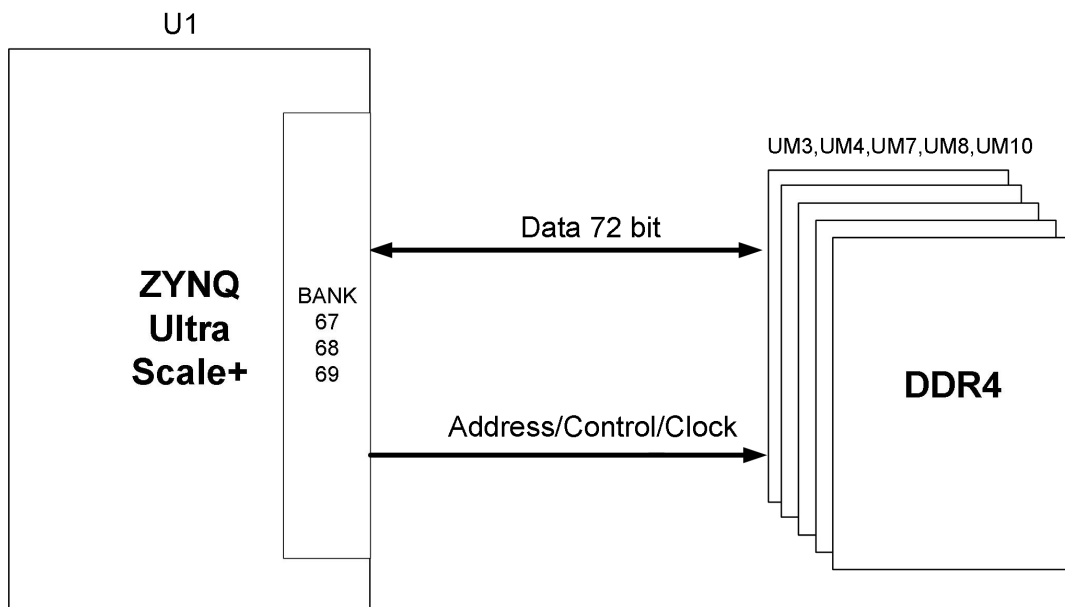 U1
UM3,UM4,UM7,UM8,UM10
Data 72 bit
ZYNQ
Ultra
Scale+
BANK
67
68
69
DDR4
Address/Control/Clock